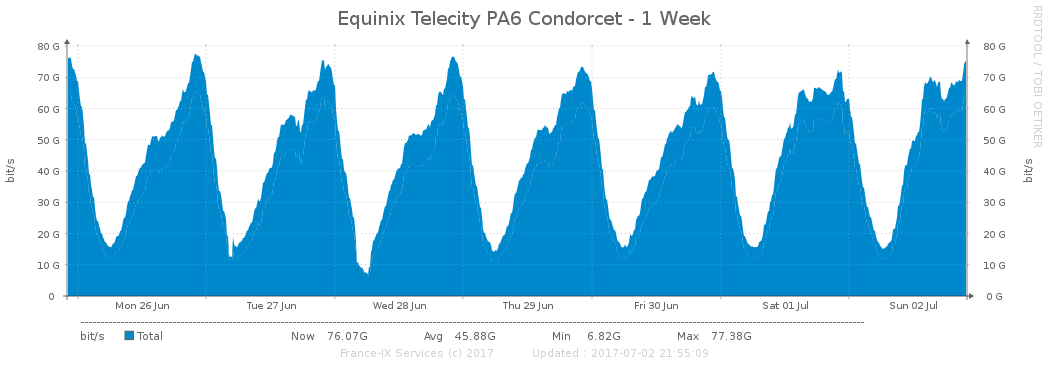 Equinix Telecity PA6 Condorcet - 1 Week
RRDTOOL / TOBI OETIKER
80 G 80 G
70 G 70 G
60 G 60 G
50 G 50 G
40 G 40 G
30 G 30 G
20 G 20 G
10 G 10 G
0 0 G
bit/s bit/s
Mon 26 Jun Tue 27 Jun Wed 28 Jun Thu 29 Jun Fri 30 Jun Sat 01 Jul Sun 02 Jul
bit/s Total Now 76.07G Avg 45.88G Min 6.82G Max 77.38G
France-IX Services (c) 2017 Updated : 2017-07-02 21:55:09